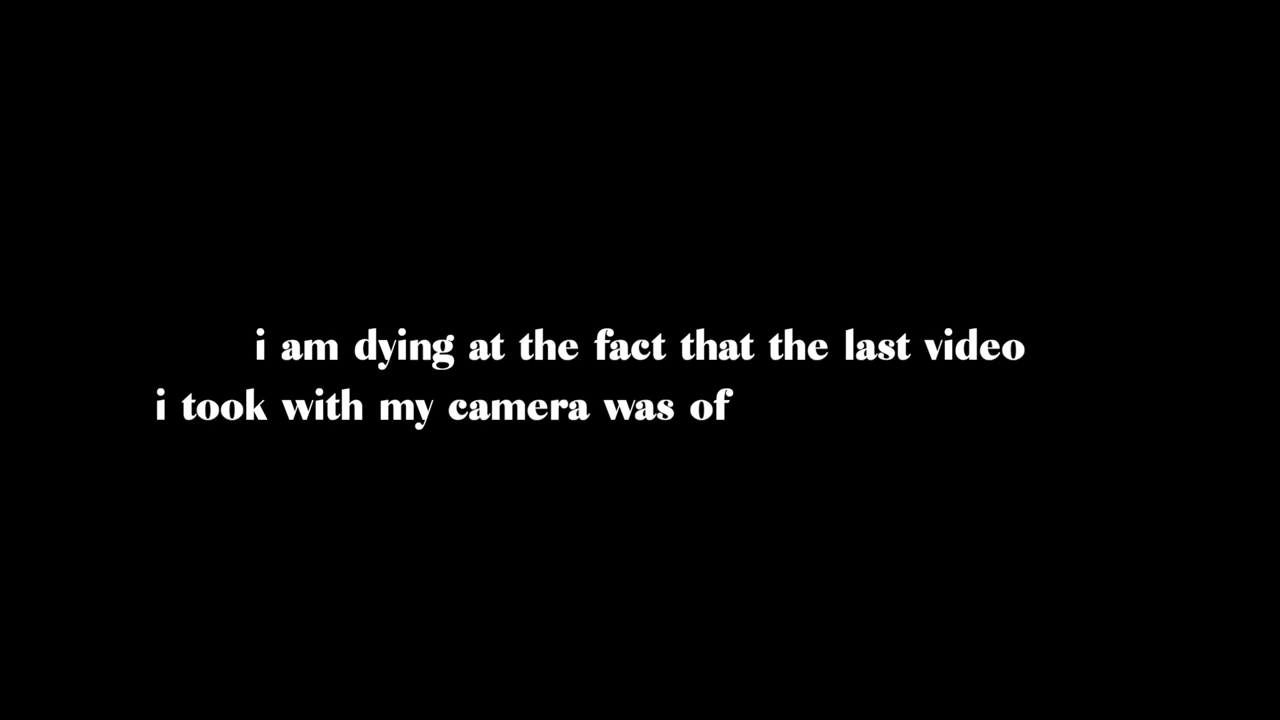 i am dying at the fact that the last video
i took with my camera was of